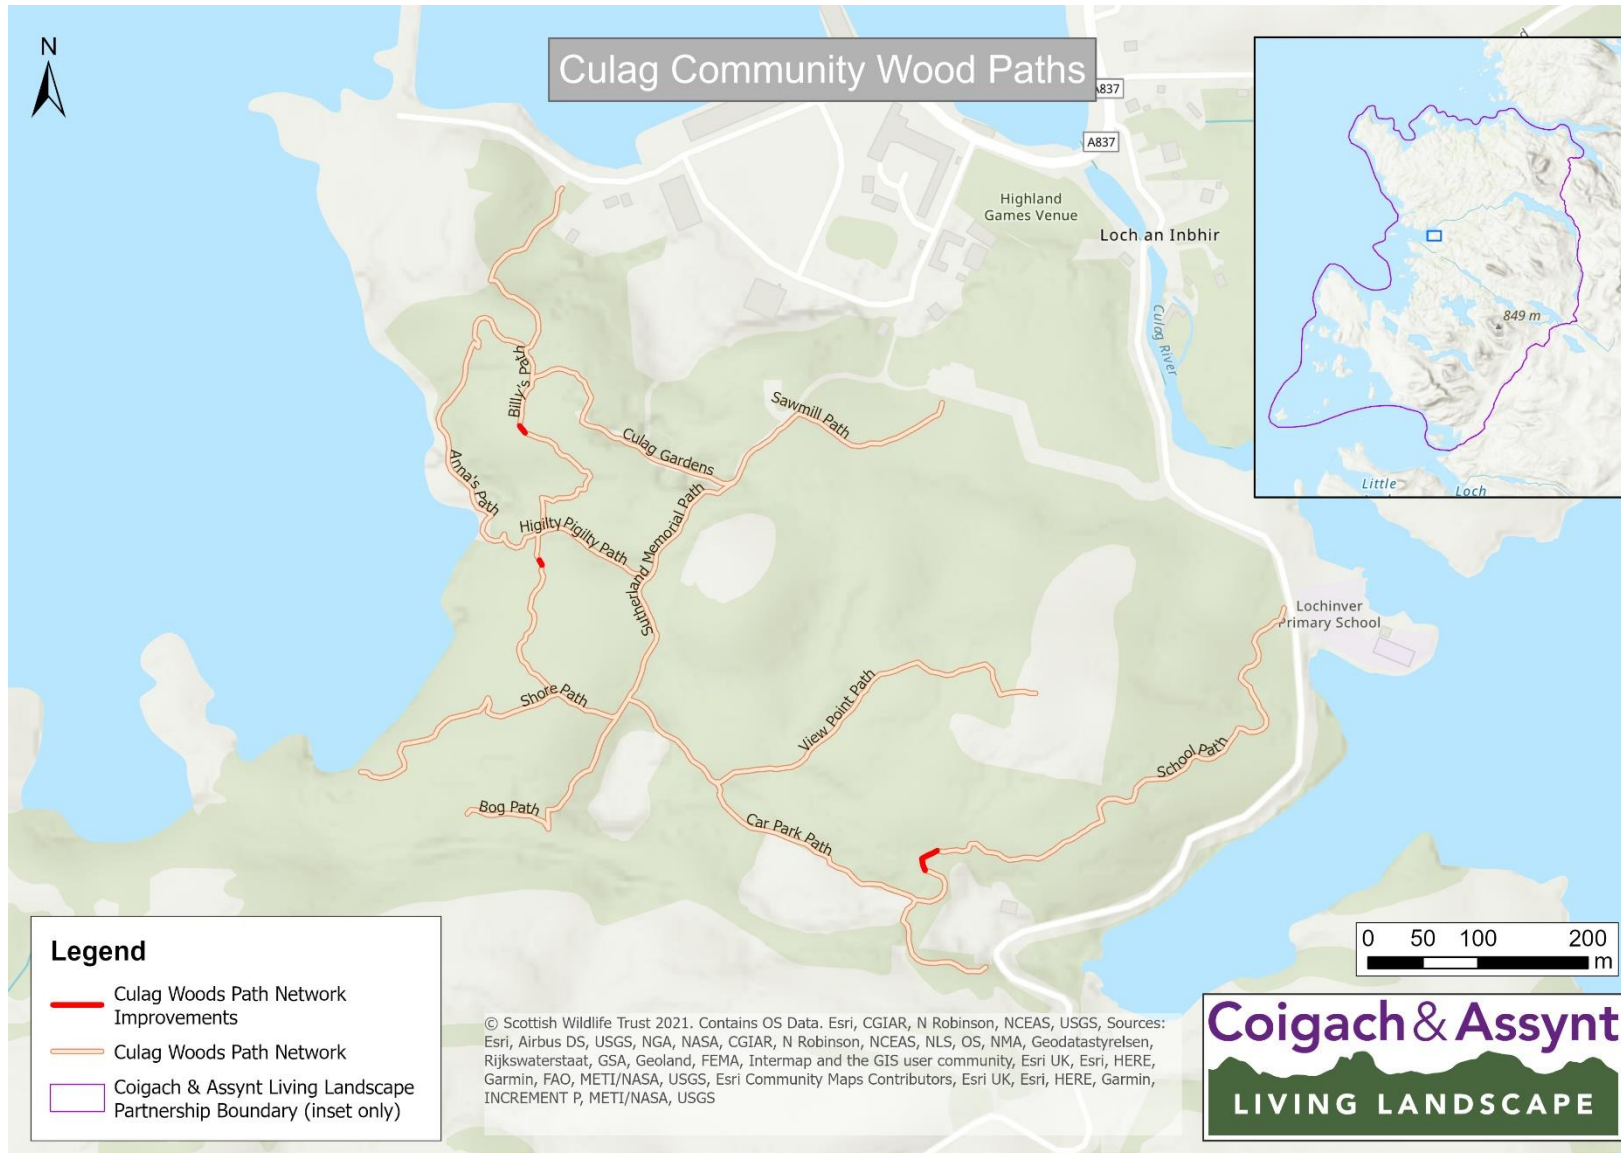 N
Culag Community Wood Paths
A837
A837
Highland
Games Venue
Loch an Inbhir
Culag River
849 m
Little
Loch
Billy's Path
Anna's Path
Culag Gardens
Sawmill Path
Higilty Pigilty Path
Sutherland Memorial Path
Lochinver
Primary School
Shore Path
View Point Path
School Path
Bog Path
Car Park Path
Legend
Culag Woods Path Network
Improvements
Culag Woods Path Network
Coigach & Assynt Living Landscape
Partnership Boundary (inset only)
© Scottish Wildlife Trust 2021. Contains OS Data. Esri, CGIAR, N Robinson, NCEAS, USGS, Sources:
Esri, Airbus DS, USGS, NGA, NASA, CGIAR, N Robinson, NCEAS, NLS, OS, NMA, Geodatastyrelsen,
Rijkswaterstaat, GSA, Geoland, FEMA, Intermap and the GIS user community, Esri UK, Esri, HERE,
Garmin, FAO, METI/NASA, USGS, Esri Community Maps Contributors, Esri UK, Esri, HERE, Garmin,
INCREMENT P, METI/NASA, USGS
0 50 100 200
m
Coigach & Assynt
LIVING LANDSCAPE